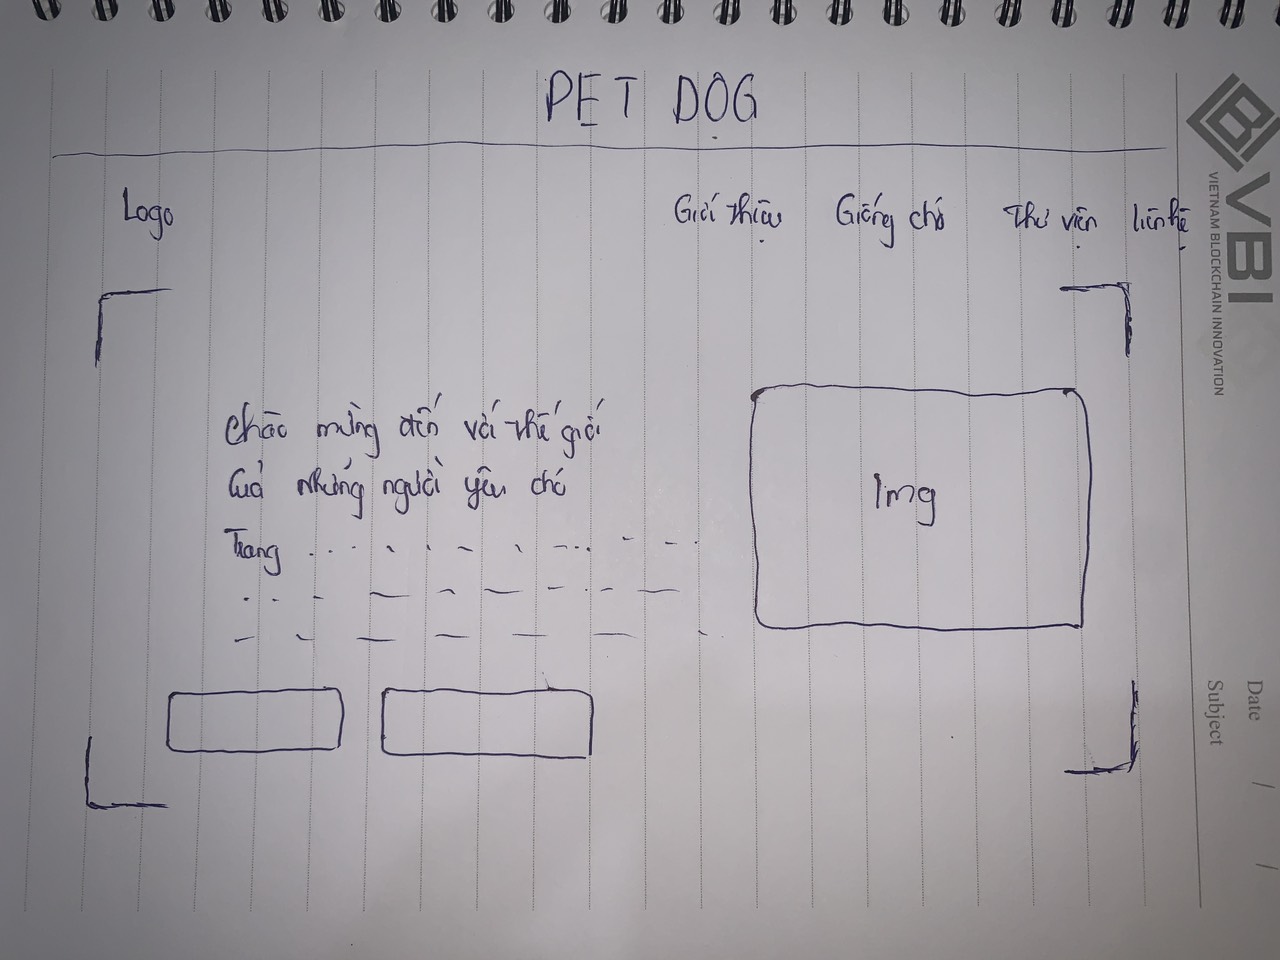 PET DOG
Logo Giới thiệu Giống chó Thư viện liên hệ
Chào mừng đến với thế giới
Của những người yêu chó
Trang
Img
VBI
VIETNAM BLOCKCHAIN INNOVATION
Date / /
Subject